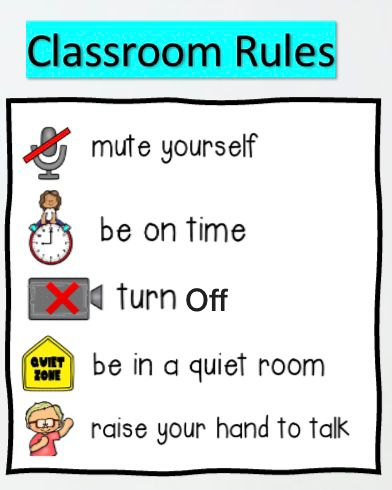 Classroom Rules
mute yourself
be on time
turn Off
QUIET
ZONE
be in a quiet room
raise your hand to talk